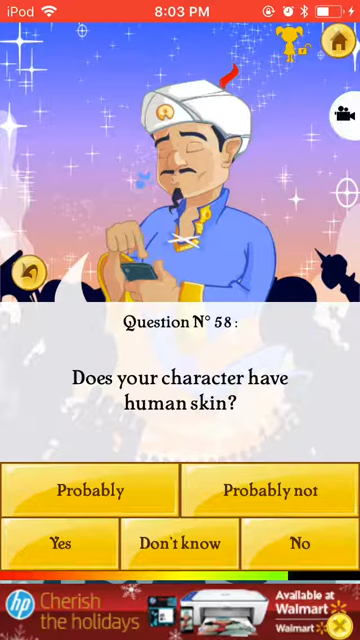 iPod 8:03 PM
Question N° 58 :
Does your character have
human skin?
Probably
Probably not
Yes
Don't know
No
hp
Cherish
the holidays
Available at
Walmart
Walmart